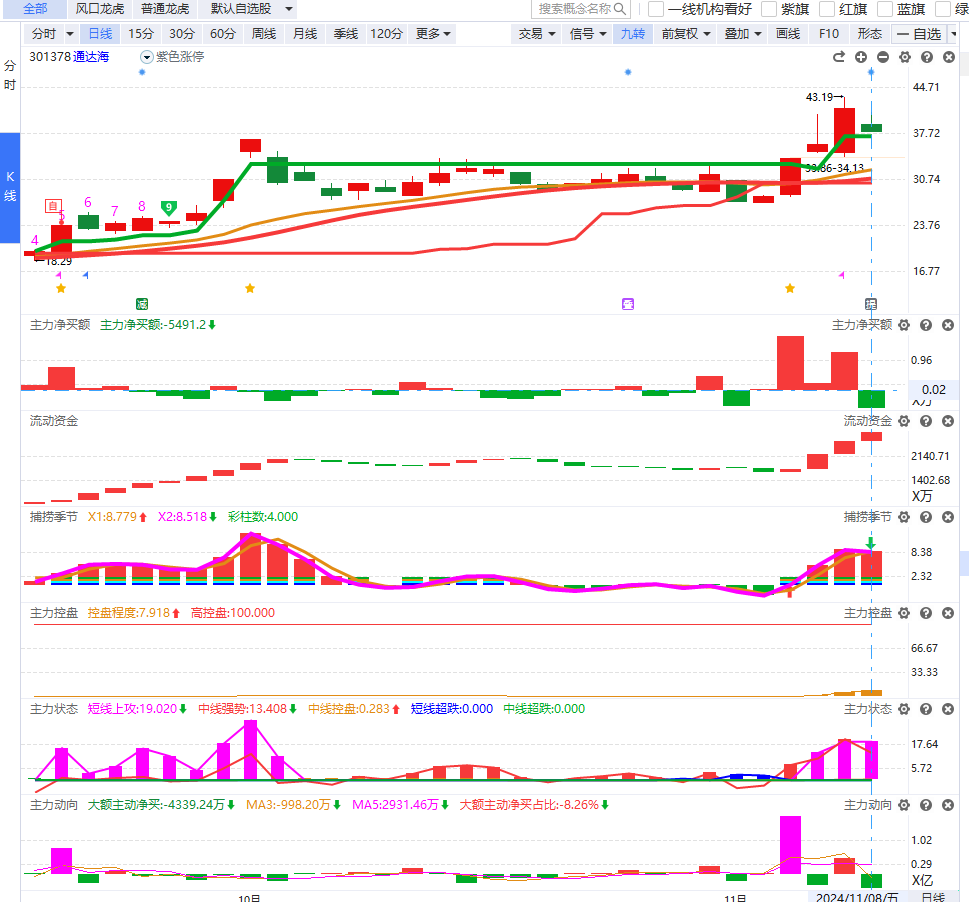 全部 风口龙虎 普通龙虎 默认自选股 搜索概念名称 一线机构看好 紫旗 红旗 蓝旗 绿
分时 日线 15分 30分 60分 周线 月线 季线 120分 更多 交易 信号 九转 前复权 叠加 画线 F10 形态 一 自选
分时
K线
301378 通达海 紫色涨停
44.71
43.19→
37.72
33.86-34.13
30.74
自
4 5 6 7 8 9
23.76
←18.29
16.77
减
主力净买额 主力净买额:-5491.2 主力净买额
0.96
0.02
X万
流动资金 流动资金
2140.71
1402.68
X万
捕捞季节 X1:8.779 X2:8.518 彩柱数:4.000 捕捞季节
8.38
2.32
主力控盘 控盘程度:7.918 高控盘:100.000 主力控盘
66.67
33.33
主力状态 短线上攻:19.020 中线强势:13.408 中线控盘:0.283 短线超跌:0.000 中线超跌:0.000 主力状态
17.64
5.72
主力动向 大额主动净买:-4339.24万 MA3:-998.20万 MA5:2931.46万 大额主动净买占比:-8.26% 主力动向
1.02
0.29
X亿
10月 11月 2024/11/08/五 日线